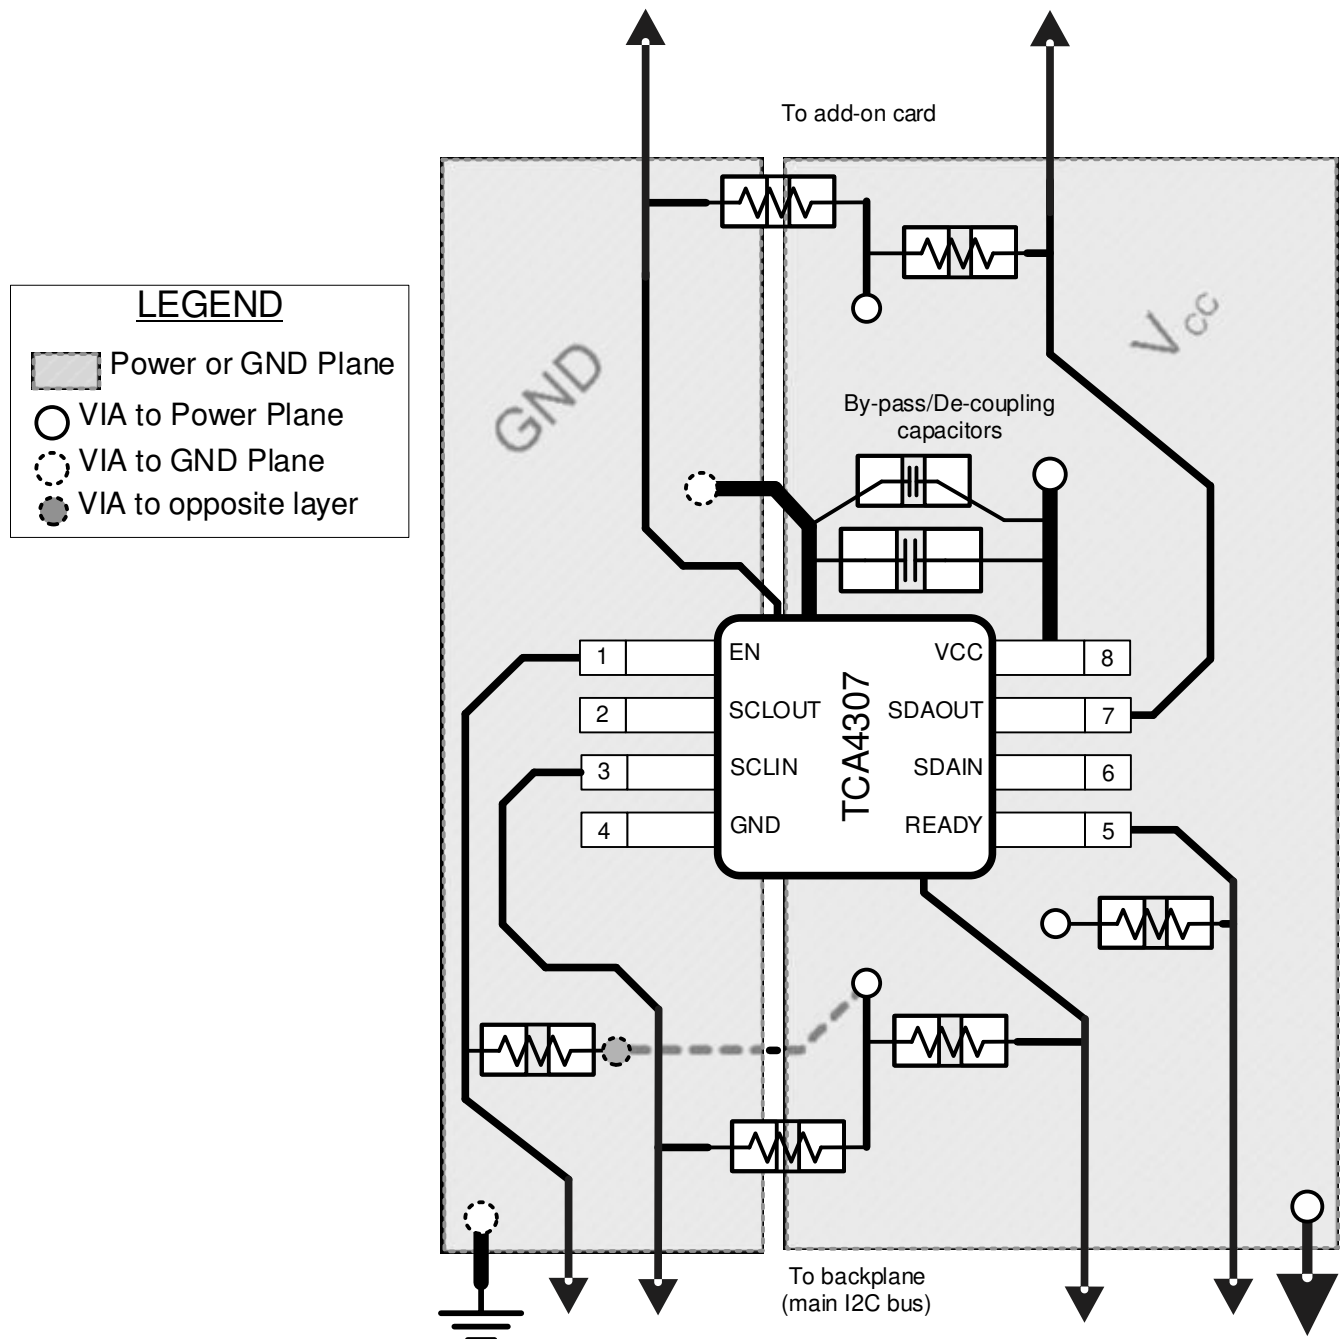 To add-on card
LEGEND
Power or GND Plane
VIA to Power Plane
VIA to GND Plane
VIA to opposite layer
GND
VCC
By-pass/De-coupling
capacitors
1 EN VCC 8
2 SCLOUT SDAOUT 7
3 SCLIN SDAIN 6
4 GND READY 5
TCA4307
To backplane
(main I2C bus)